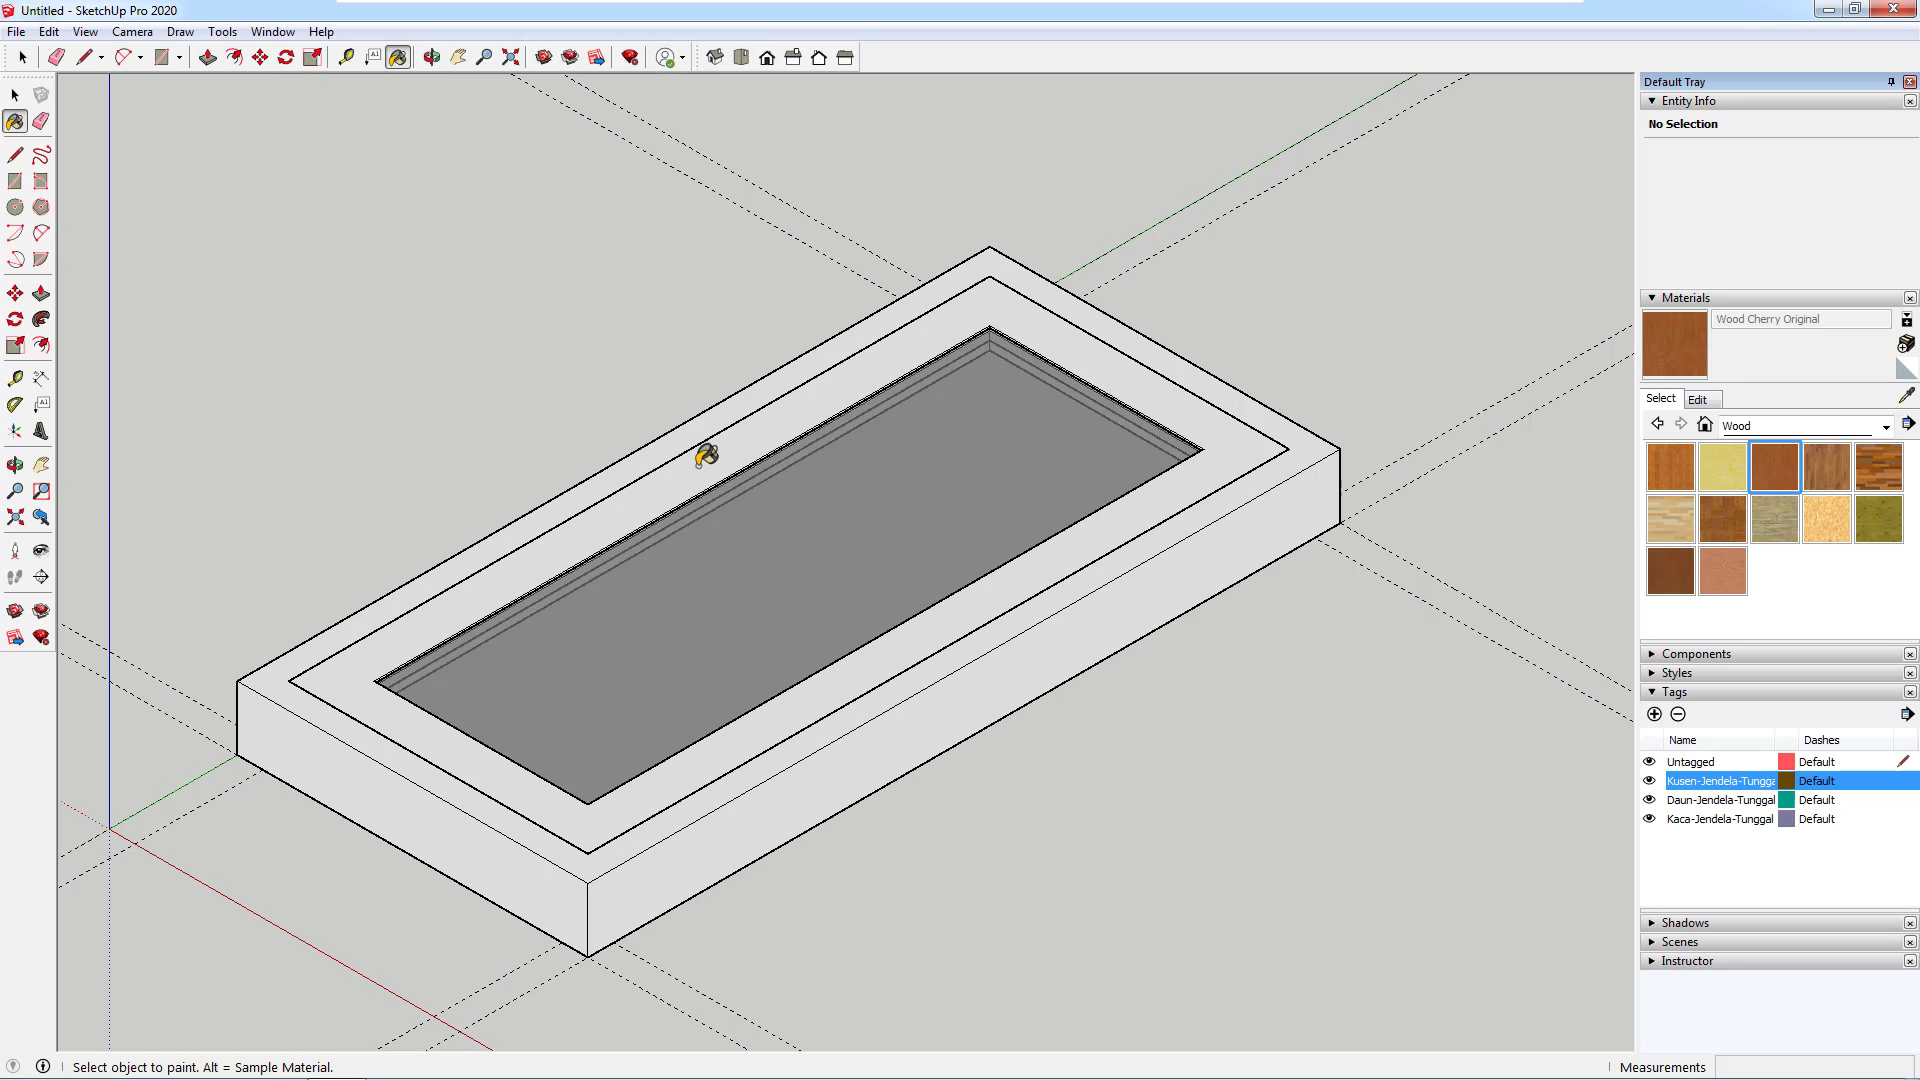 Untitled - SketchUp Pro 2020
File Edit View Camera Draw Tools Window Help
Default Tray
Entity Info
No Selection
Materials
Wood Cherry Original
Select Edit
Wood
Components
Styles
Tags
Name Dashes
Untagged Default
Kusen-Jendela-Tungga Default
Daun-Jendela-Tunggal Default
Kaca-Jendela-Tunggal Default
Shadows
Scenes
Instructor
Select object to paint. Alt = Sample Material.
Measurements